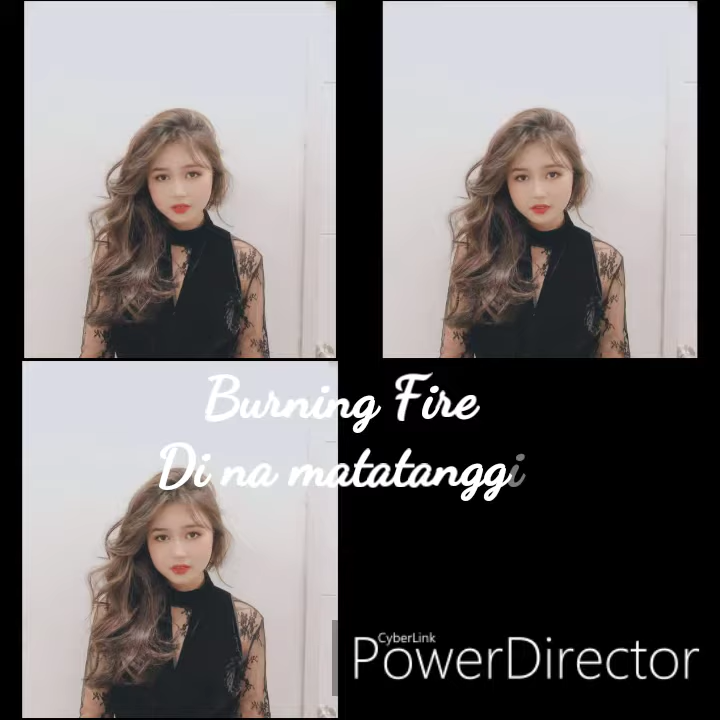 Burning Fire
Di na matatanggi
CyberLink
PowerDirector